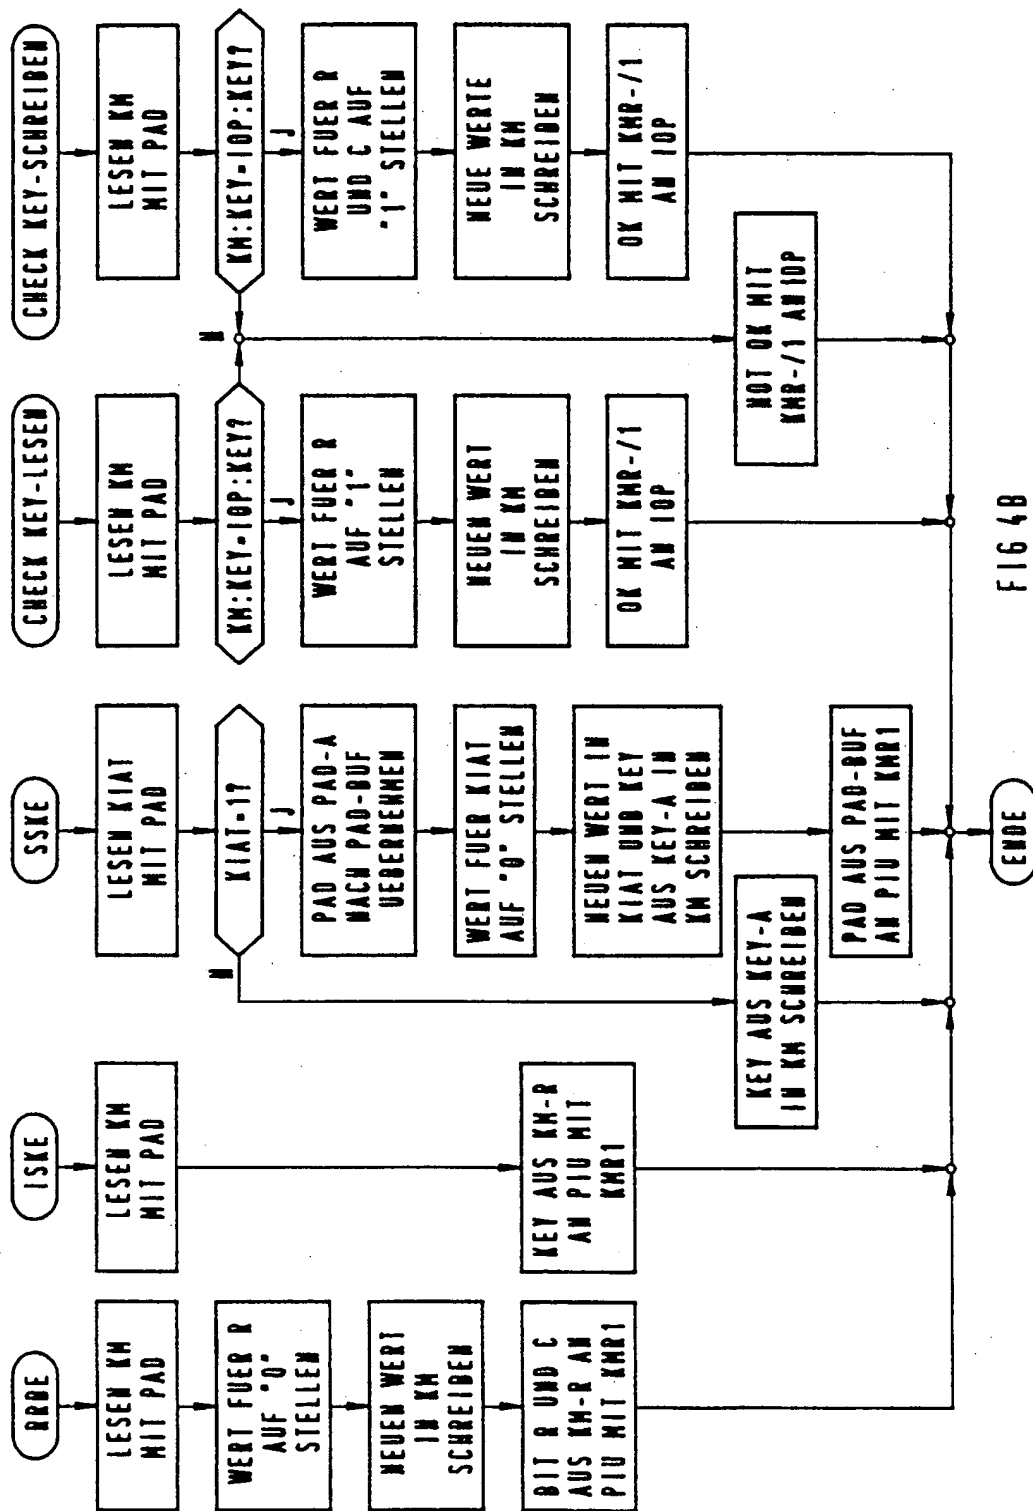 RRBE
LESEN KM
MIT PAD
WERT FUER R
AUF "0"
STELLEN
NEUEN WERT
IN KM
SCHREIBEN
BIT R UND C
AUS KM-R AN
PIU MIT KMR1
ISKE
LESEN KM
MIT PAD
KEY AUS KM-R
AN PIU MIT
KMR1
SSKE
LESEN KIAT
MIT PAD
KIAT=1?
N
J
PAD AUS PAD-A
NACH PAD-BUF
UEBERNEHMEN
WERT FUER KIAT
AUF "0" STELLEN
NEUEN WERT IN
KIAT UND KEY
AUS KEY-A IN
KM SCHREIBEN
KEY AUS KEY-A
IN KM SCHREIBEN
PAD AUS PAD-BUF
AN PIU MIT KMR1
CHECK KEY-LESEN
LESEN KM
MIT PAD
KM:KEY=IOP:KEY?
J
WERT FUER R
AUF "1"
STELLEN
NEUEN WERT
IN KM
SCHREIBEN
OK MIT KMR-/1
AN IOP
N
NOT OK MIT
KMR-/1 AN IOP
CHECK KEY-SCHREIBEN
LESEN KM
MIT PAD
KM:KEY=IOP:KEY?
J
WERT FUER R
UND C AUF
"1" STELLEN
NEUE WERTE
IN KM
SCHREIBEN
OK MIT KMR-/1
AN IOP
ENDE
FIG 4B